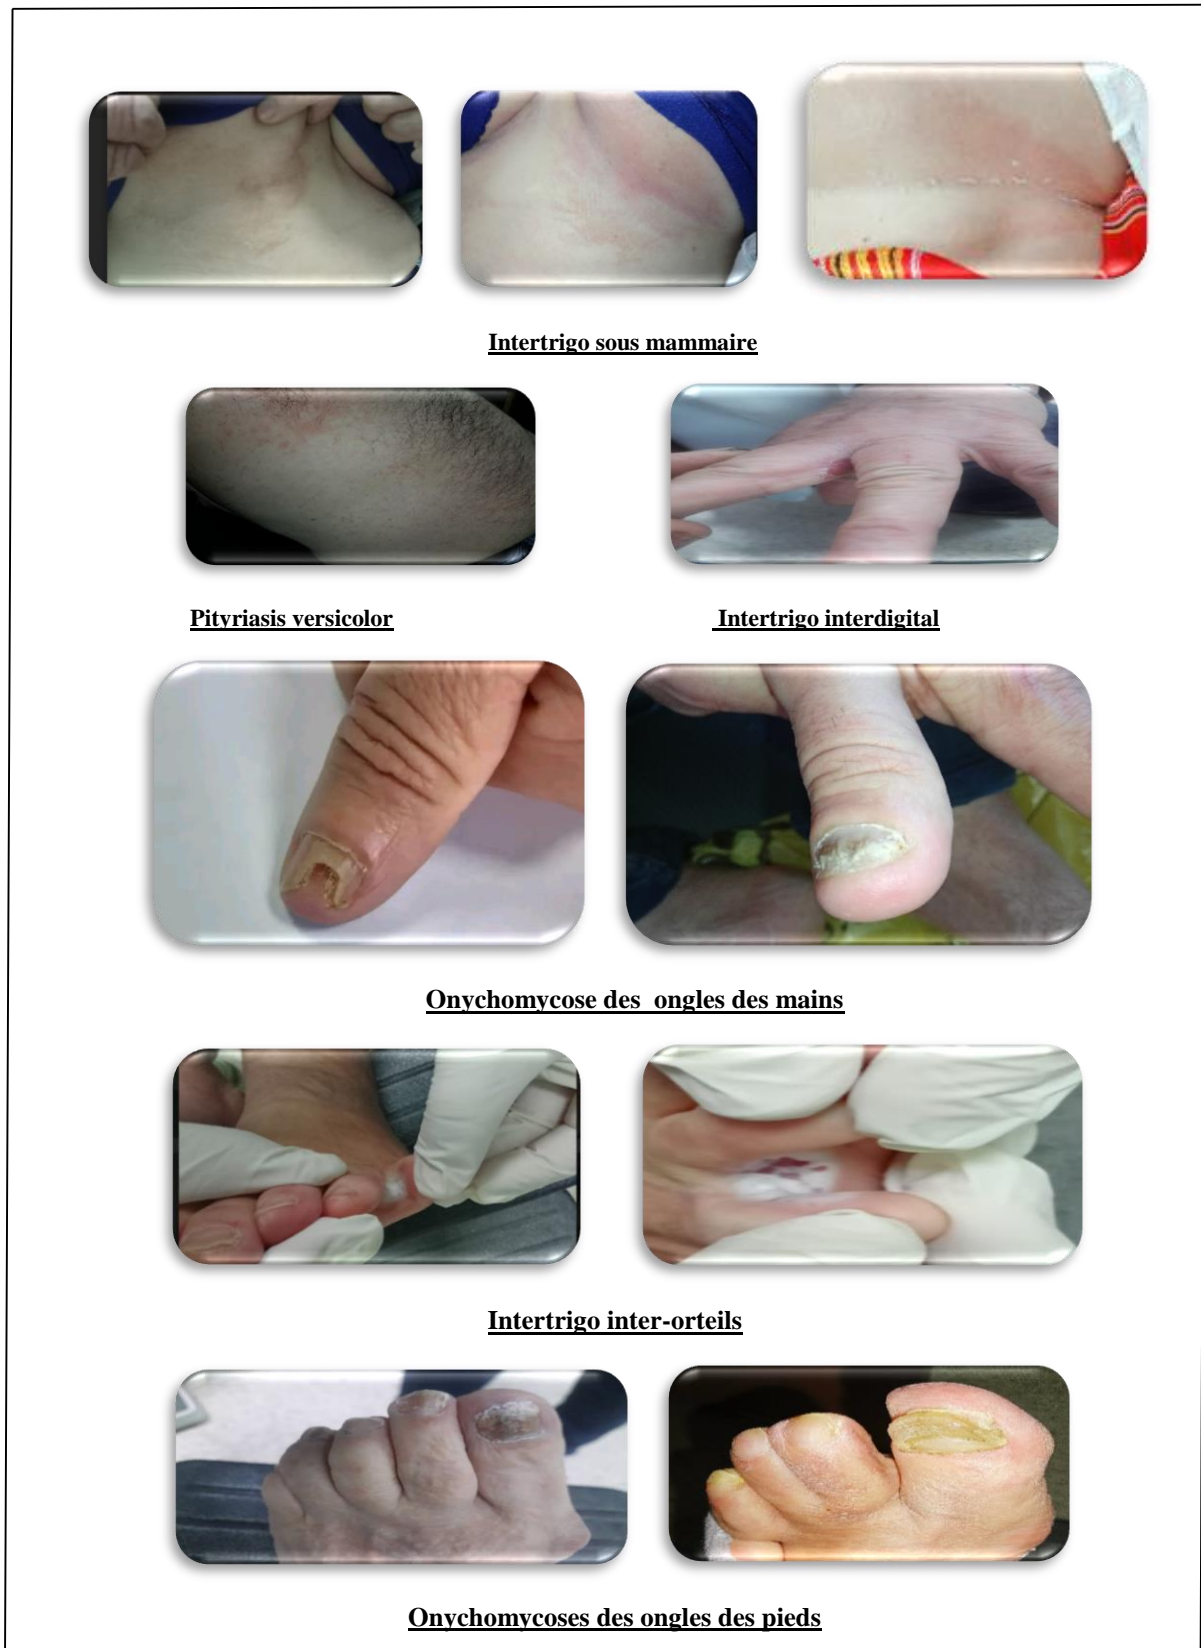 Intertrigo sous mammaire
Pityriasis versicolor
Intertrigo interdigital
Onychomycose des ongles des mains
Intertrigo inter-orteils
Onychomycoses des ongles des pieds